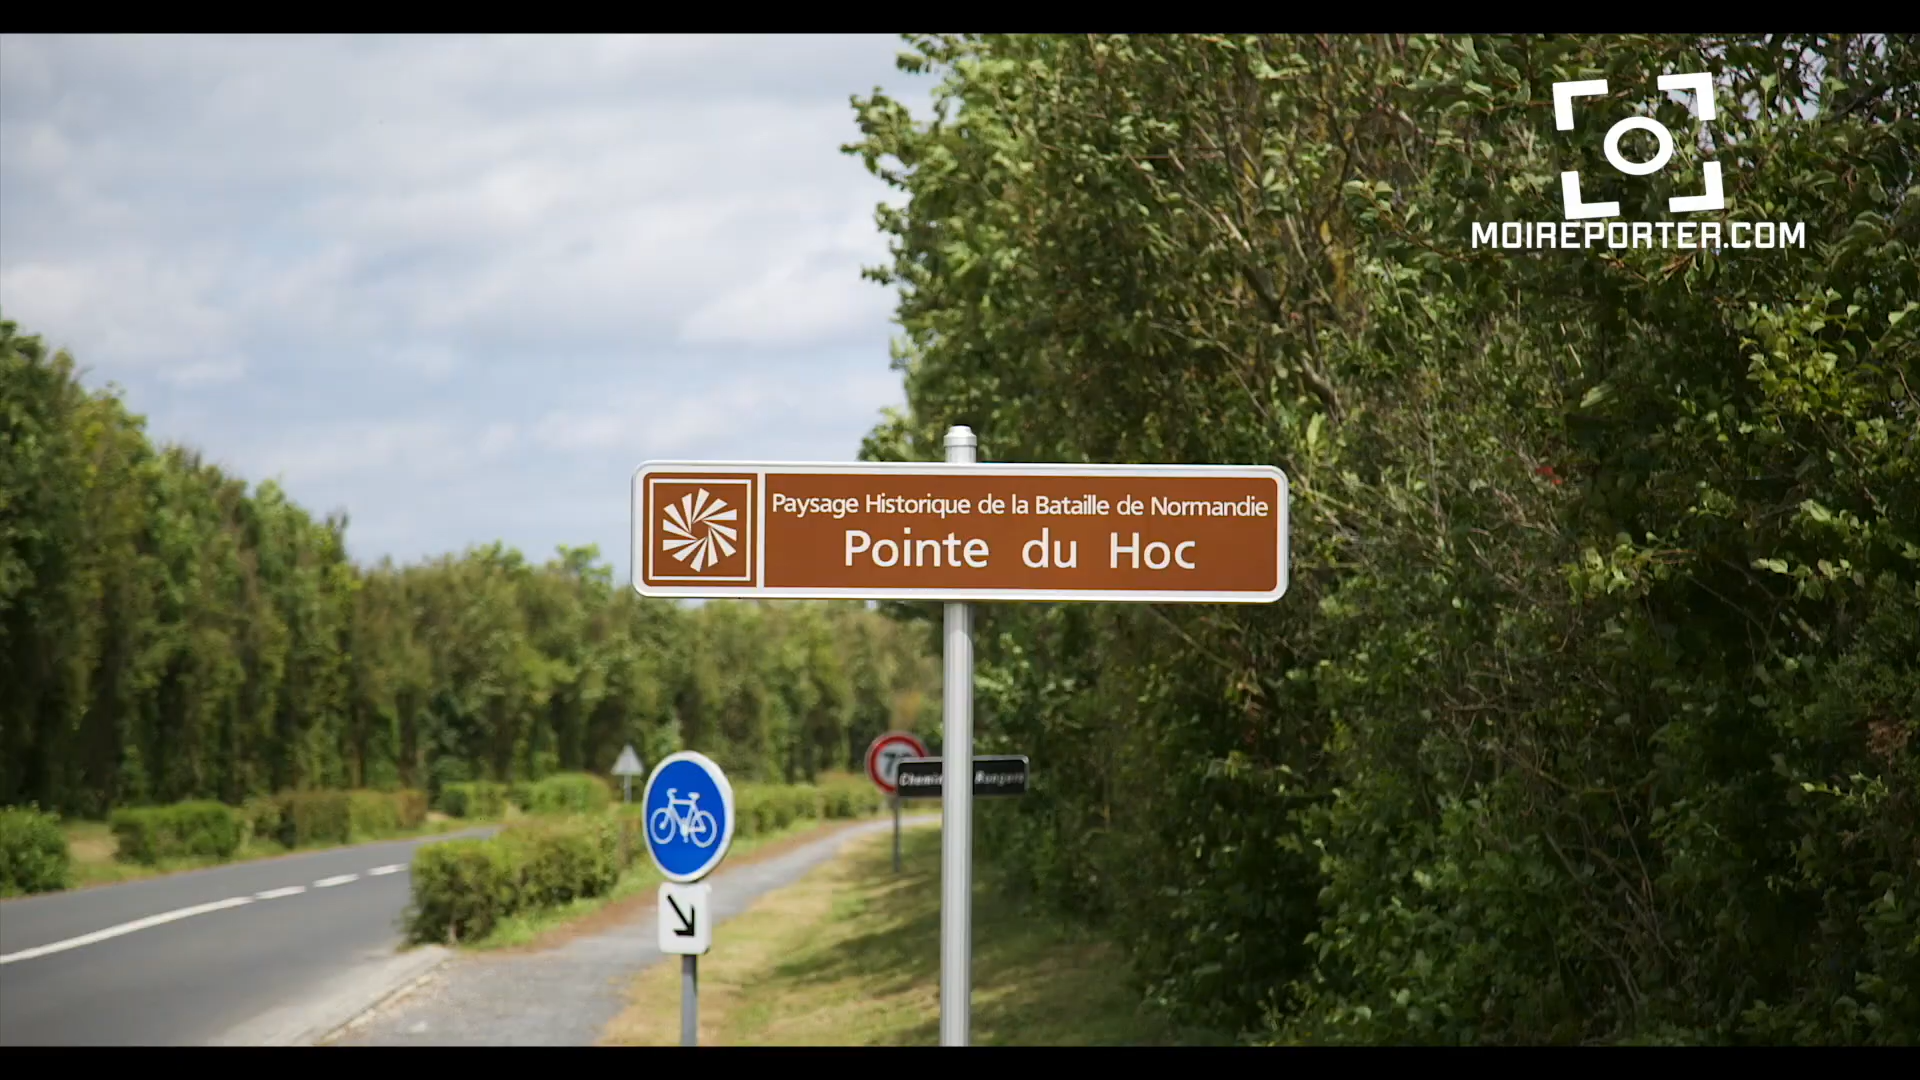 MOIREPORTER.COM
Paysage Historique de la Bataille de Normandie
Pointe du Hoc